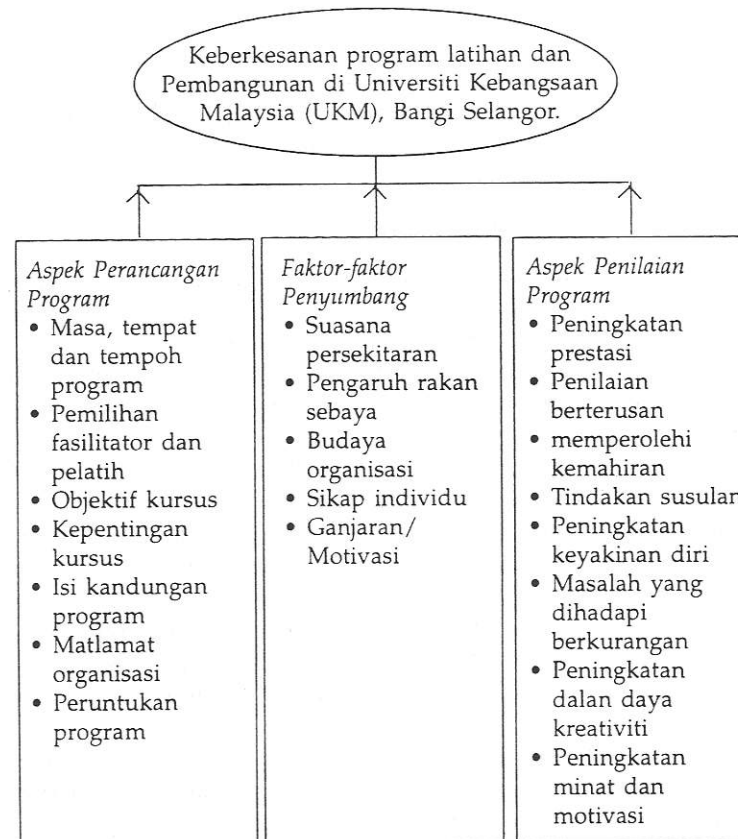 Keberkesanan program latihan dan
Pembangunan di Universiti Kebangsaan
Malaysia (UKM), Bangi Selangor.
Aspek Perancangan
Program
• Masa, tempat
dan tempoh
program
• Pemilihan
fasilitator dan
pelatih
• Objektif kursus
• Kepentingan
kursus
• Isi kandungan
program
• Matlamat
organisasi
• Peruntukan
program
Faktor-faktor
Penyumbang
• Suasana
persekitaran
• Pengaruh rakan
sebaya
• Budaya
organisasi
• Sikap individu
• Ganjaran/
Motivasi
Aspek Penilaian
Program
• Peningkatan
prestasi
• Penilaian
berterusan
• memperolehi
kemahiran
• Tindakan susulan
• Peningkatan
keyakinan diri
• Masalah yang
dihadapi
berkurangan
• Peningkatan
dalan daya
kreativiti
• Peningkatan
minat dan
motivasi